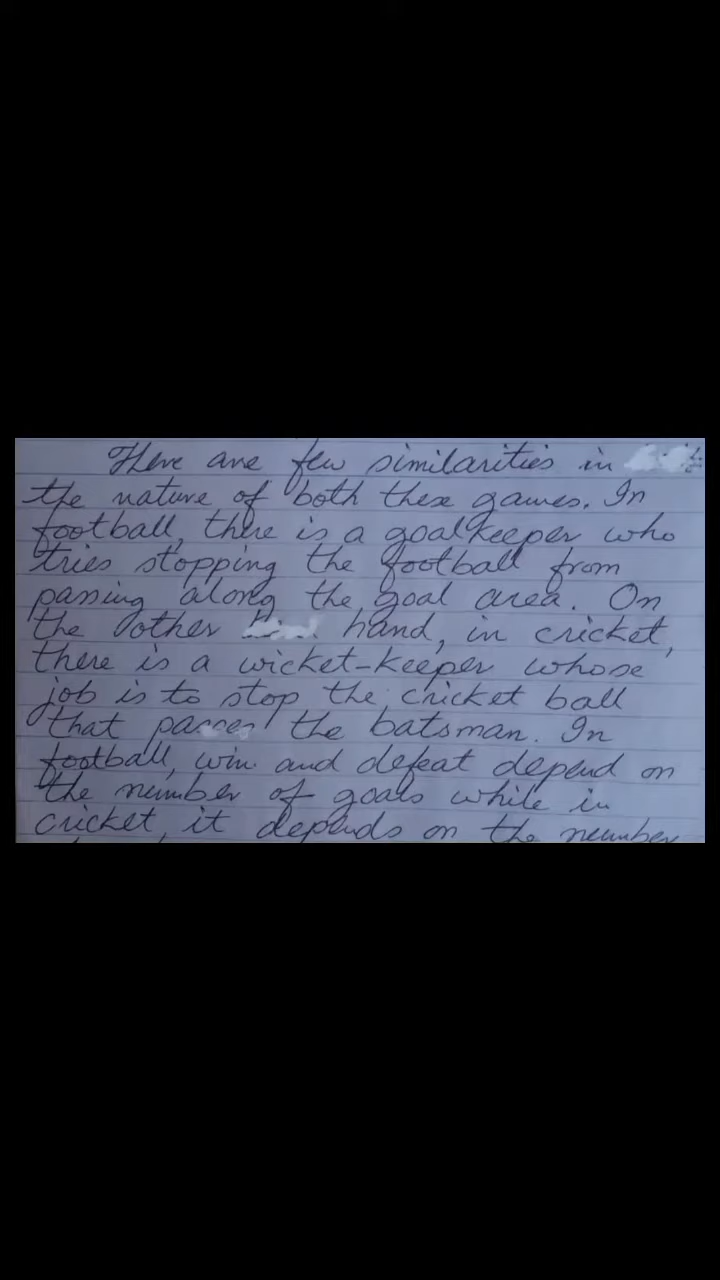 Here are few similarities in
the nature of both these games. In
football, there is a goalkeeper who
tries stopping the football from
passing along the goal area. On
the other hand, in cricket,
there is a wicket-keeper whose
job is to stop the cricket ball
that passes the batsman. In
football, win and defeat depend on
the number of goals while in
cricket, it depends on the number